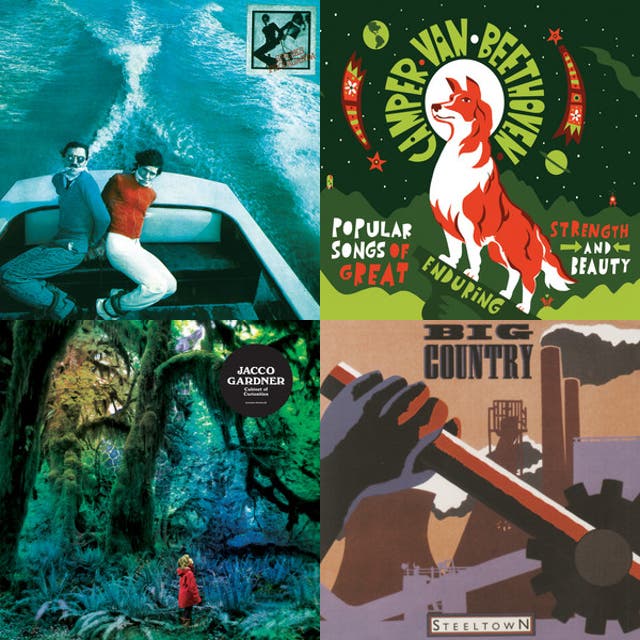 CAMPER·VAN·BEETHOVEN
POPULAR
SONGS OF
GREAT
ENDURING
STRENGTH
AND
BEAUTY
JACCO
GARDNER
Cabinet of
Curiosities
BIG
COUNTRY
STEELTOWN